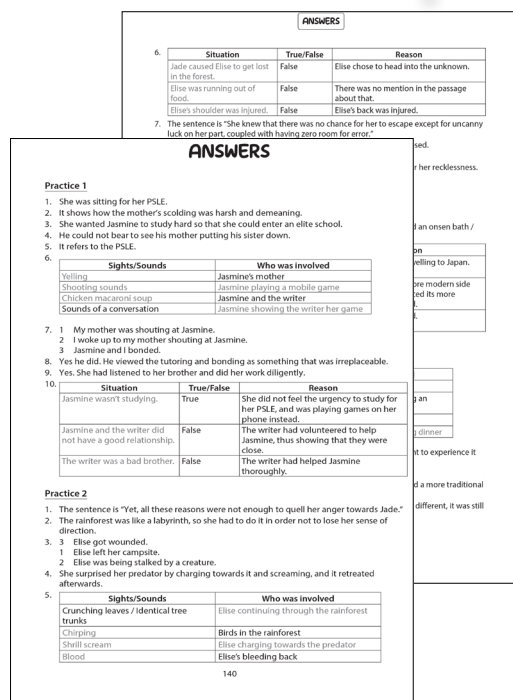 ANSWERS
6.
Situation True/False Reason
Jade caused Elise to get lost False Elise chose to head into the unknown.
in the forest.
Elise was running out of False There was no mention in the passage
food. about that.
Elise's shoulder was injured. False Elise's back was injured.
7. The sentence is "She knew that there was no chance for her to escape except for uncanny
luck on her part, coupled with having zero room for error."
sed.
r her recklessness.
an onsen bath /
on
elling to Japan.
ore modern side
ed its more
an
dinner
to experience it
d a more traditional
different, it was still
ANSWERS
Practice 1
1. She was sitting for her PSLE.
2. It shows how the mother's scolding was harsh and demeaning.
3. She wanted Jasmine to study hard so that she could enter an elite school.
4. He could not bear to see his mother putting his sister down.
5. It refers to the PSLE.
6.
Sights/Sounds Who was involved
Yelling Jasmine's mother
Shooting sounds Jasmine playing a mobile game
Chicken macaroni soup Jasmine and the writer
Sounds of a conversation Jasmine showing the writer her game
7. 1 My mother was shouting at Jasmine.
2 I woke up to my mother shouting at Jasmine.
3 Jasmine and I bonded.
8. Yes he did. He viewed the tutoring and bonding as something that was irreplaceable.
9. Yes. She had listened to her brother and did her work diligently.
10.
Situation True/False Reason
Jasmine wasn't studying. True She did not feel the urgency to study for
her PSLE, and was playing games on her
phone instead.
Jasmine and the writer did False The writer had volunteered to help
not have a good relationship. Jasmine, thus showing that they were
close.
The writer was a bad brother. False The writer had helped Jasmine
thoroughly.
Practice 2
1. The sentence is "Yet, all these reasons were not enough to quell her anger towards Jade."
2. The rainforest was like a labyrinth, so she had to do it in order not to lose her sense of
direction.
3. 3 Elise got wounded.
1 Elise left her campsite.
2 Elise was being stalked by a creature.
4. She surprised her predator by charging towards it and screaming, and it retreated
afterwards.
5.
Sights/Sounds Who was involved
Crunching leaves / Identical tree Elise continuing through the rainforest
trunks
Chirping Birds in the rainforest
Shrill scream Elise charging towards the predator
Blood Elise's bleeding back
140